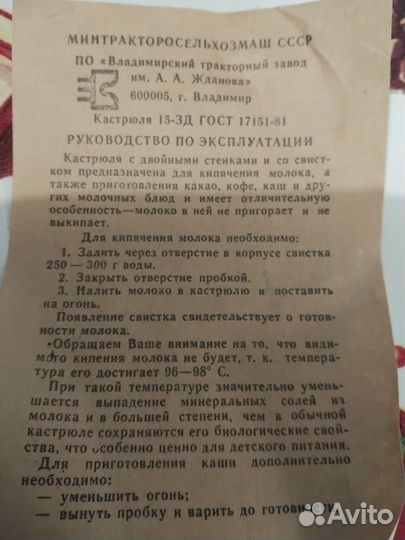 МИНТРАКТОРОСЕЛЬХОЗМАШ СССР
ПО «Владимирский тракторный завод
им. А. А. Жданова»
600005, г. Владимир
Кастрюля 15-3Д ГОСТ 17151-81
РУКОВОДСТВО ПО ЭКСПЛУАТАЦИИ
Кастрюля с двойными стенками и со свист-
ком предназначена для кипячения молока, а
также приготовления какао, кофе, каш и дру-
гих молочных блюд и имеет отличительную
особенность—молоко в ней не пригорает и не
выкипает.
Для кипячения молока необходимо:
1. Залить через отверстие в корпусе свистка
250 — 300 г воды.
2. Закрыть отверстие пробкой.
3. Налить молоко в кастрюлю и поставить
на огонь.
Появление свистка свидетельствует о готов-
ности молока.
Обращаем Ваше внимание на то, что види-
мого кипения молока не будет, т. к. темпера-
тура его достигает 96—98° С.
При такой температуре значительно умень-
шается выпадение минеральных солей из
молока и в большей степени, чем в обычной
кастрюле сохраняются его биологические свой-
ства, что особенно ценно для детского питания.
Для приготовления каши дополнительно
необходимо:
— уменьшить огонь;
— вынуть пробку и варить до
Avito